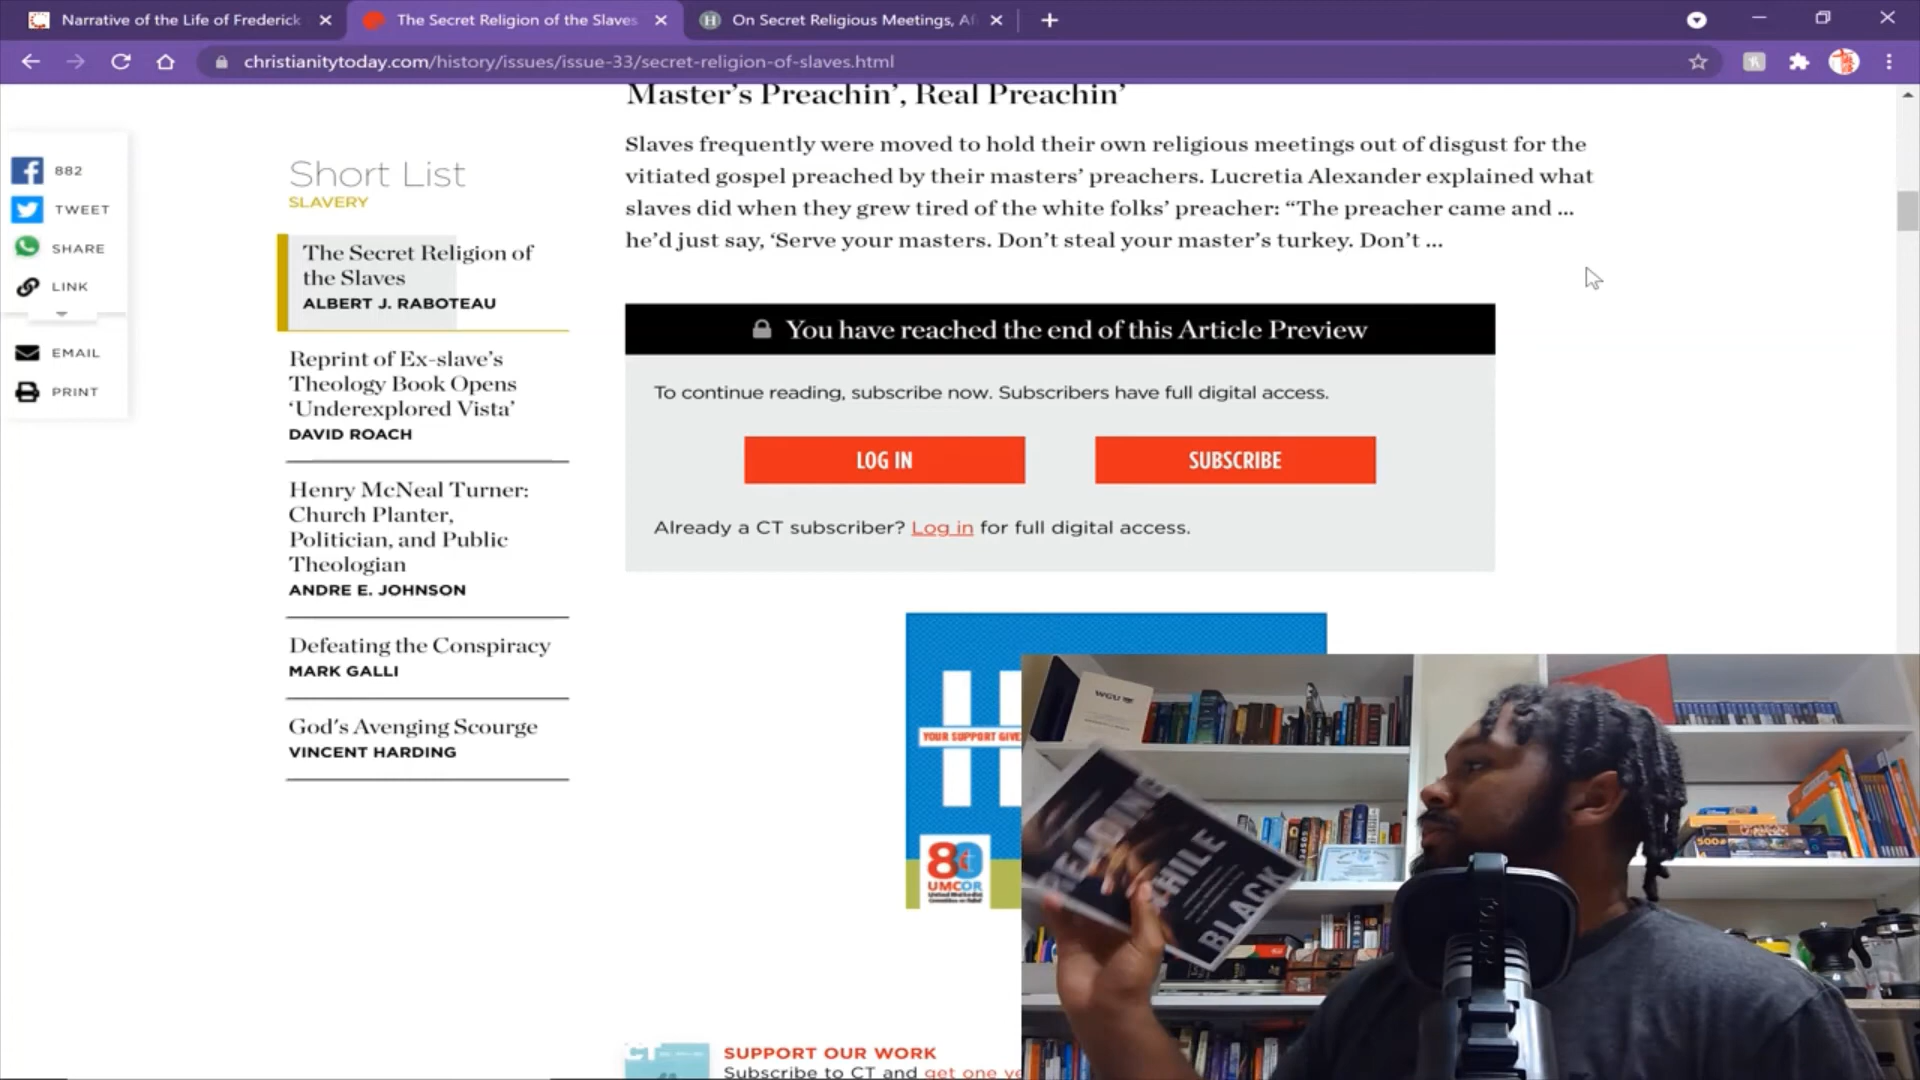 Narrative of the Life of Frederick
The Secret Religion of the Slaves
On Secret Religious Meetings, Af
christianitytoday.com/history/issues/issue-33/secret-religion-of-slaves.html
Master's Preachin', Real Preachin'
Slaves frequently were moved to hold their own religious meetings out of disgust for the
vitiated gospel preached by their masters' preachers. Lucretia Alexander explained what
slaves did when they grew tired of the white folks' preacher: “The preacher came and ...
he'd just say, ‘Serve your masters. Don't steal your master's turkey. Don't ...
882
TWEET
SHARE
LINK
EMAIL
PRINT
Short List
SLAVERY
The Secret Religion of
the Slaves
ALBERT J. RABOTEAU
Reprint of Ex-slave's
Theology Book Opens
‘Underexplored Vista’
DAVID ROACH
Henry McNeal Turner:
Church Planter,
Politician, and Public
Theologian
ANDRE E. JOHNSON
Defeating the Conspiracy
MARK GALLI
God's Avenging Scourge
VINCENT HARDING
You have reached the end of this Article Preview
To continue reading, subscribe now. Subscribers have full digital access.
LOG IN
SUBSCRIBE
Already a CT subscriber? Log in for full digital access.
YOUR SUPPORT GIVE
80
UMCOR
WGU
READING
WHILE
BLACK
500
CT
SUPPORT OUR WORK
Subscribe to CT and get one ye